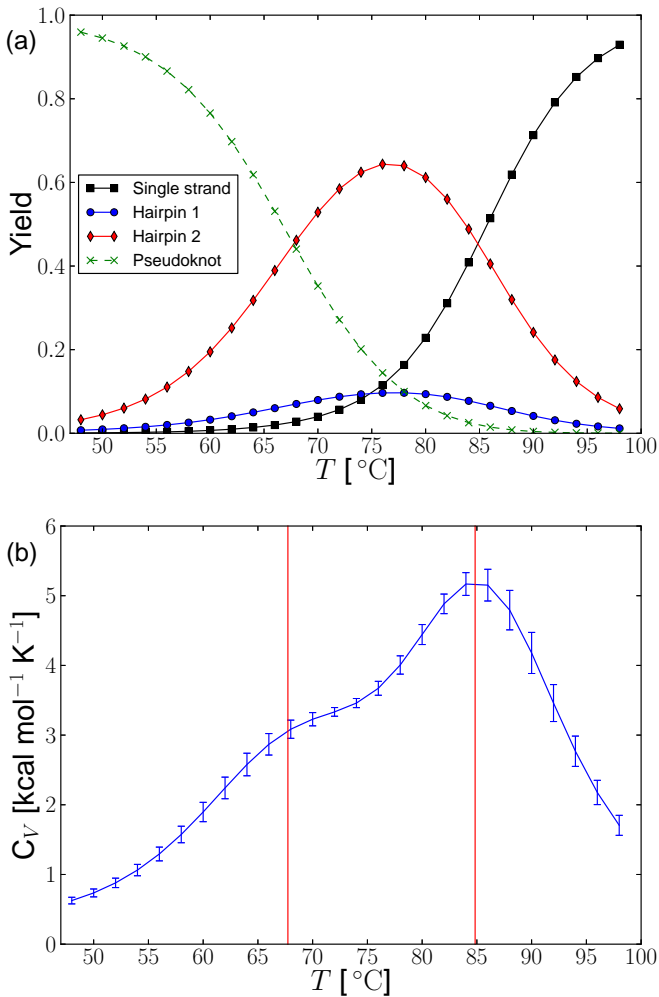 (a)
1.0
0.8
0.6
0.4
0.2
0.0
Yield
Single strand
Hairpin 1
Hairpin 2
Pseudoknot
50 55 60 65 70 75 80 85 90 95 100
T [°C]
(b)
6
5
4
3
2
1
0
C_V [kcal mol⁻¹ K⁻¹]
50 55 60 65 70 75 80 85 90 95 100
T [°C]